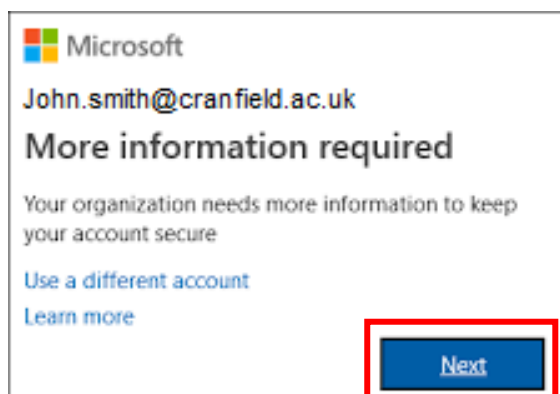 Microsoft
John.smith@cranfield.ac.uk
More information required
Your organization needs more information to keep
your account secure
Use a different account
Learn more
Next